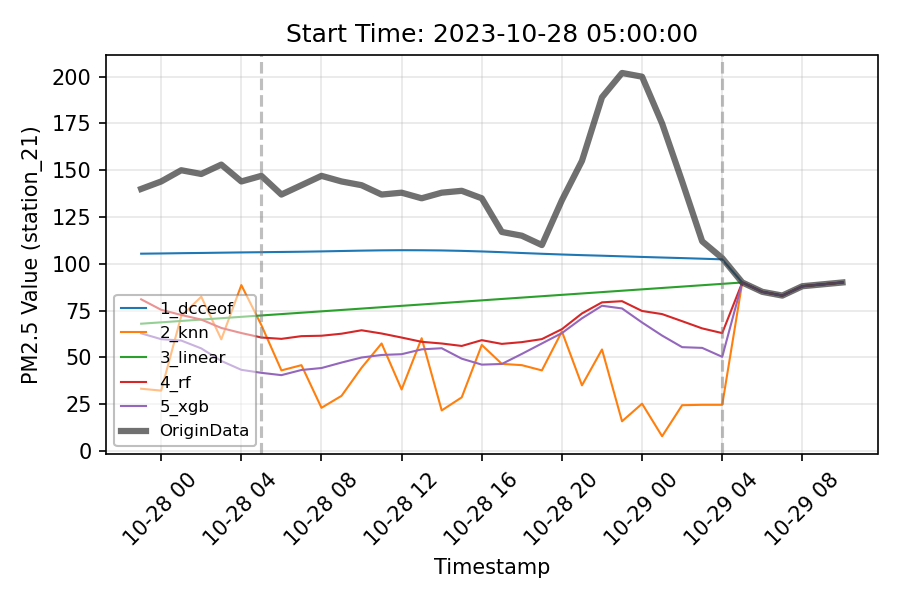 Start Time: 2023-10-28 05:00:00
PM2.5 Value (station_21)
200
175
150
125
100
75
50
25
0
1_dcceof
2_knn
3_linear
4_rf
5_xgb
OriginData
10-28 00
10-28 04
10-28 08
10-28 12
10-28 16
10-28 20
10-29 00
10-29 04
10-29 08
Timestamp